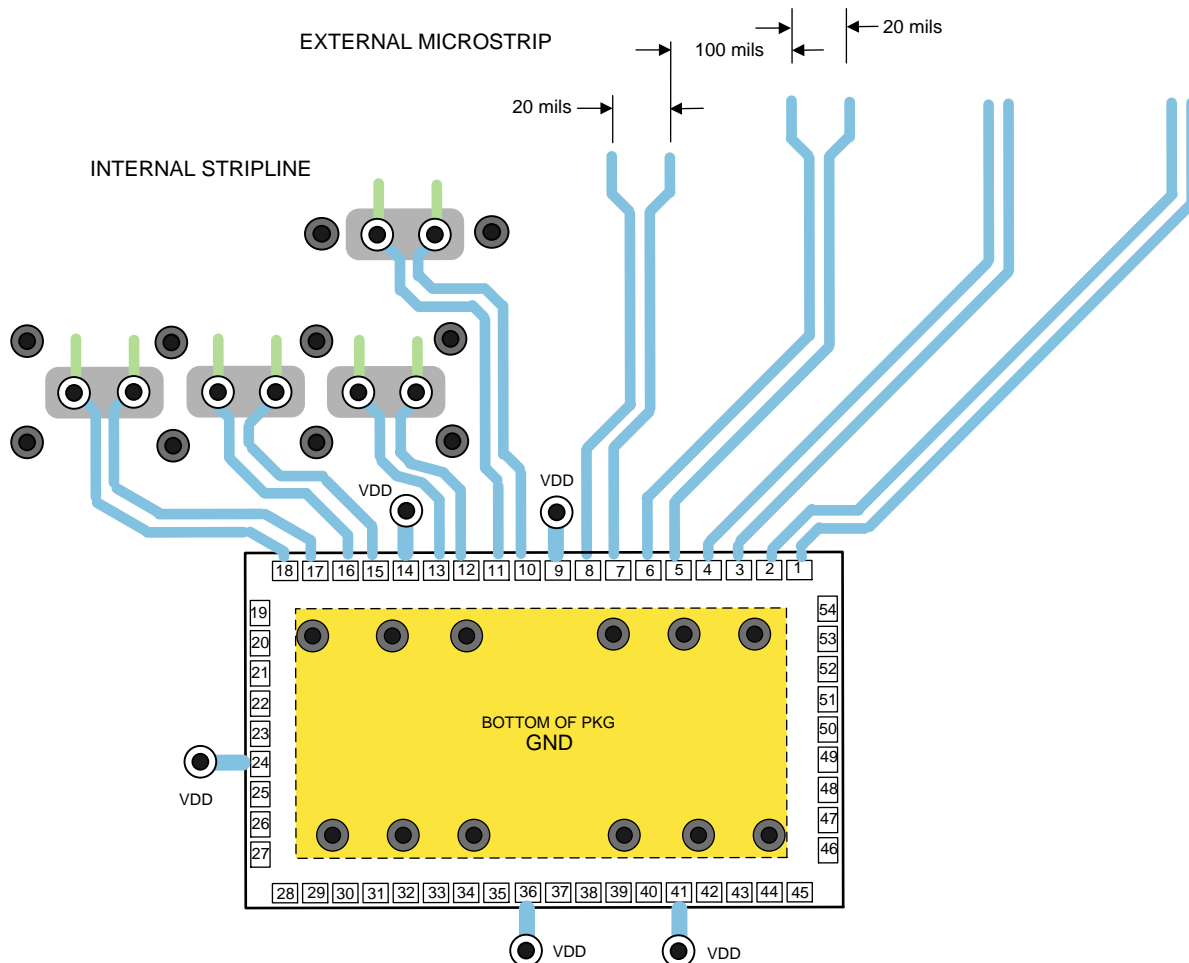 EXTERNAL MICROSTRIP
20 mils
100 mils
20 mils
INTERNAL STRIPLINE
VDD
VDD
18 17 16 15 14 13 12 11 10 9 8 7 6 5 4 3 2 1
19
20
21
22
23
24
25
26
27
54
53
52
51
50
49
48
47
46
BOTTOM OF PKG
GND
VDD
28 29 30 31 32 33 34 35 36 37 38 39 40 41 42 43 44 45
VDD
VDD